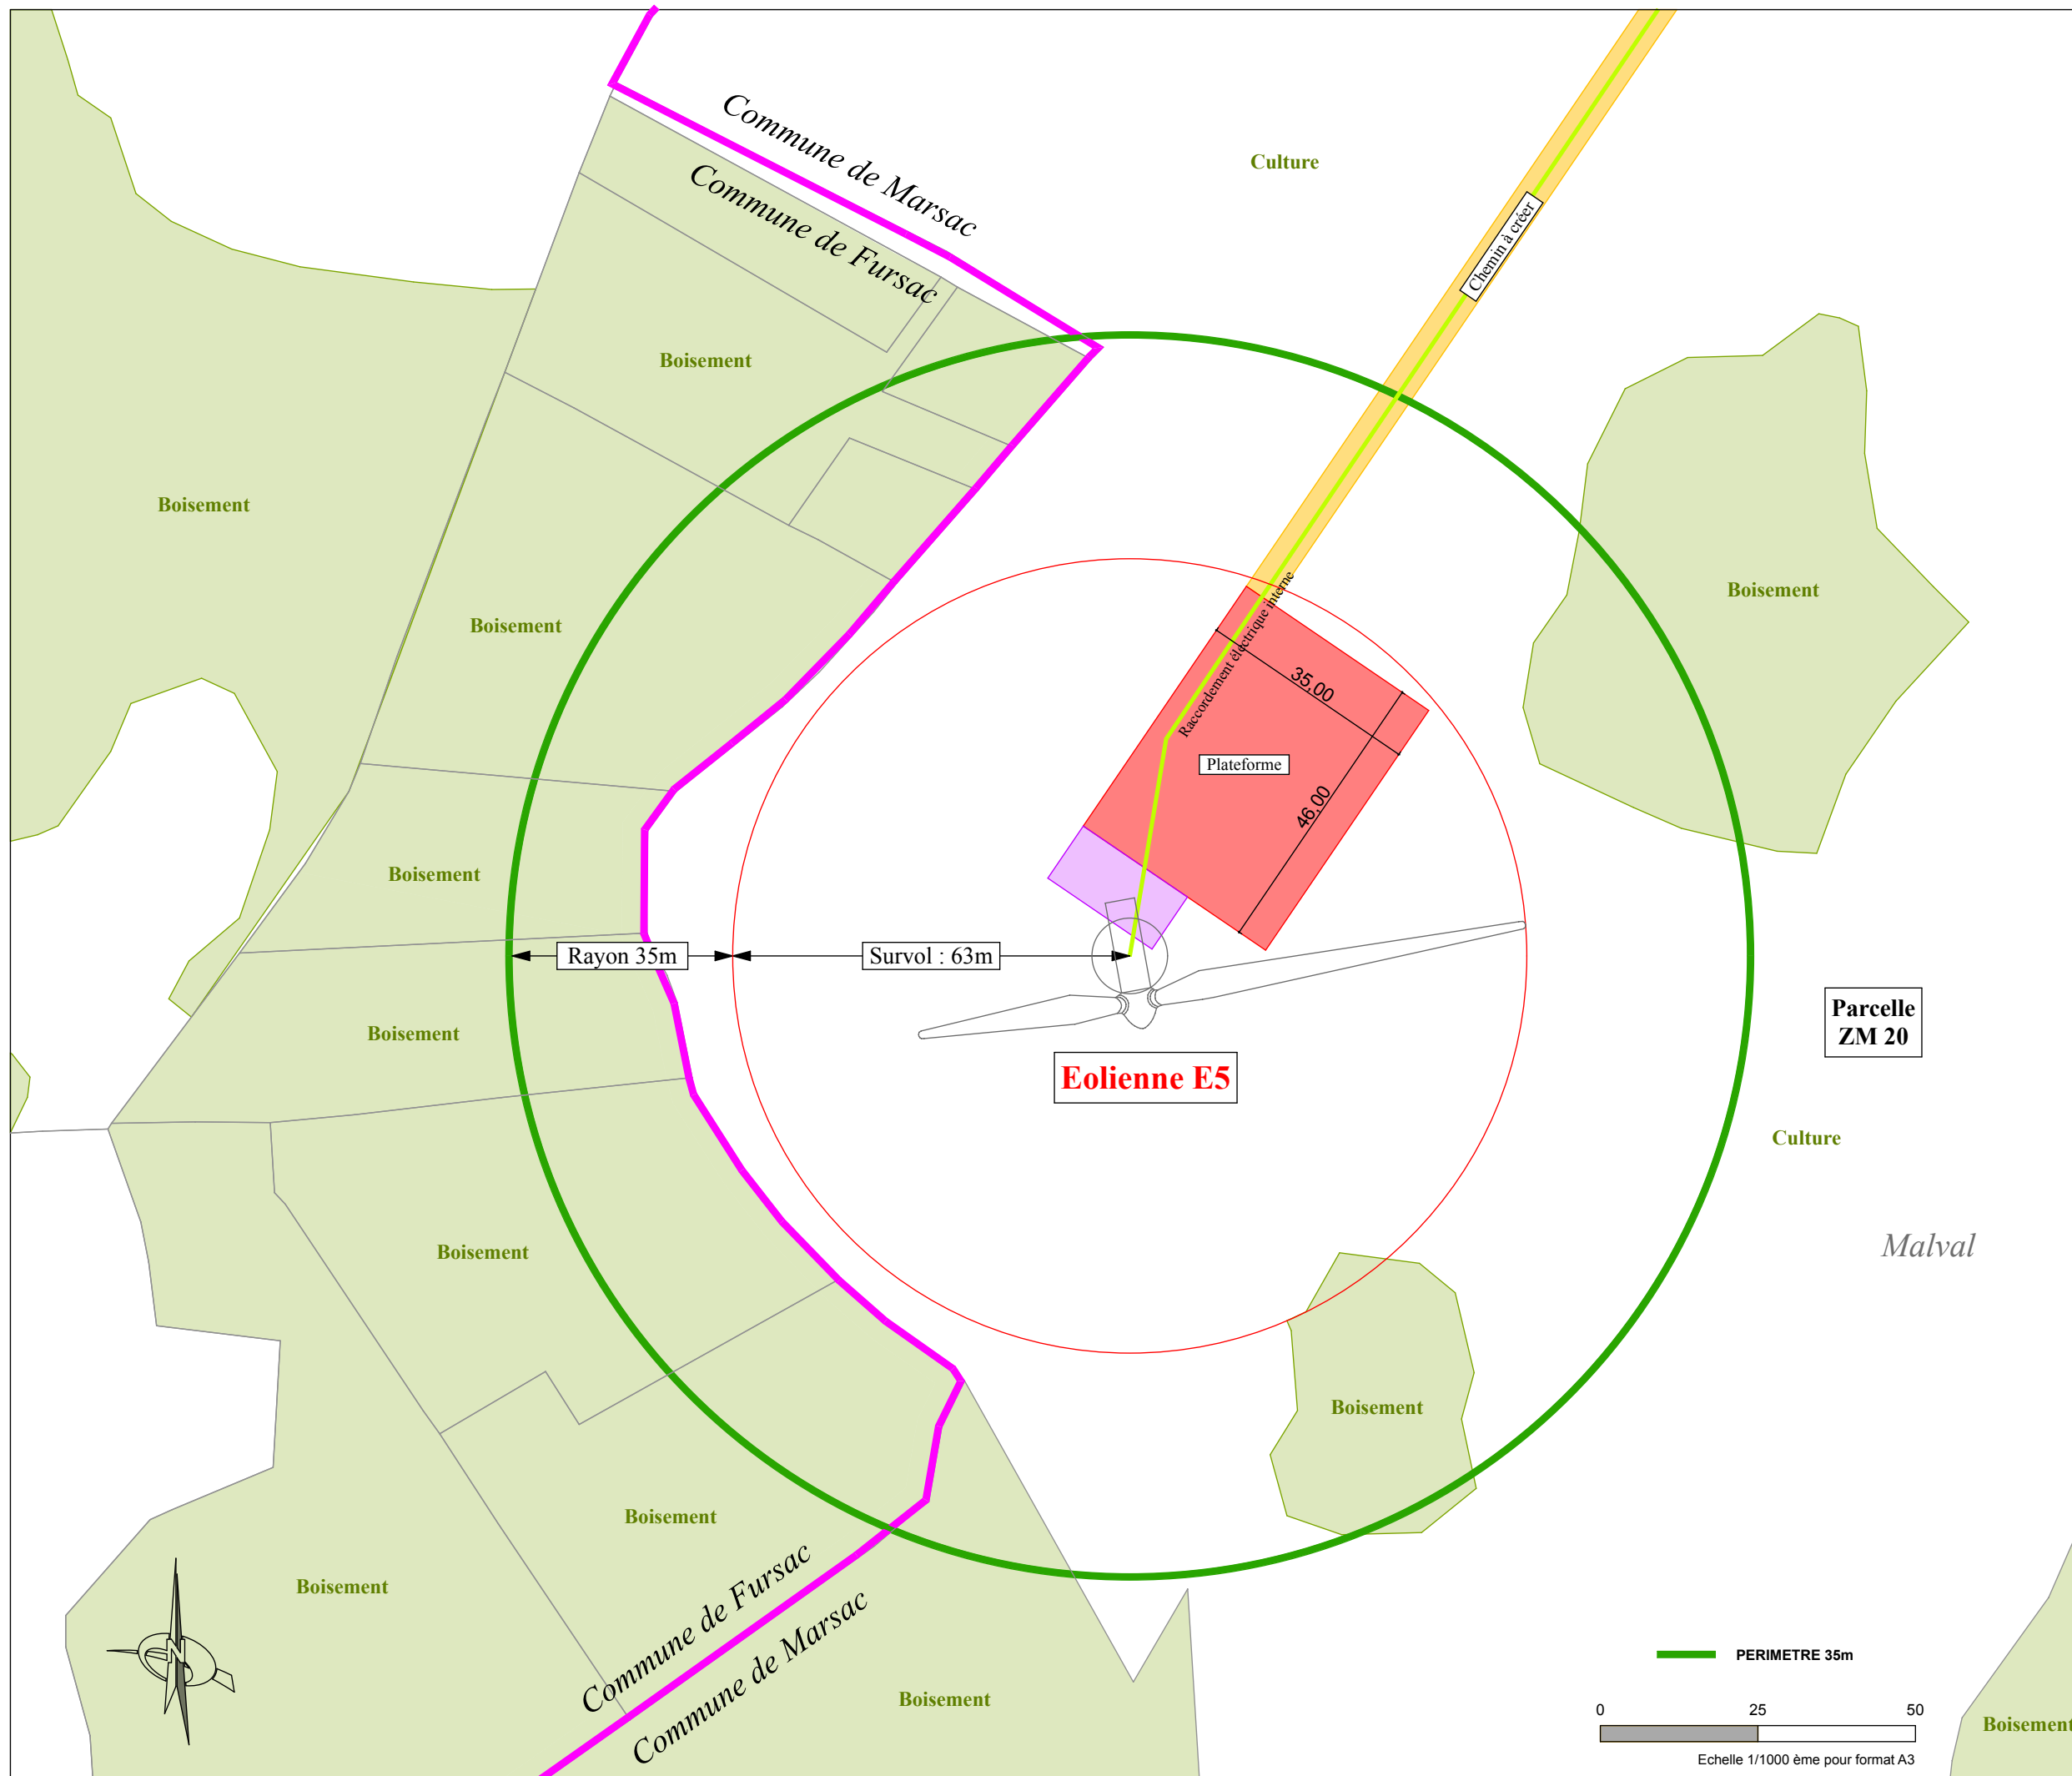 Commune de Marsac
Commune de Fursac
Culture
Chemin à créer
Boisement
Boisement
Boisement
Boisement
Raccordement électrique interne
35,00
Plateforme
46,00
Boisement
Rayon 35m
Survol : 63m
Boisement
Parcelle
ZM 20
Eolienne E5
Culture
Boisement
Malval
Boisement
Boisement
Boisement
Commune de Fursac
Commune de Marsac
N
Boisement
PERIMETRE 35m
0 25 50
Boisement
Echelle 1/1000 ème pour format A3